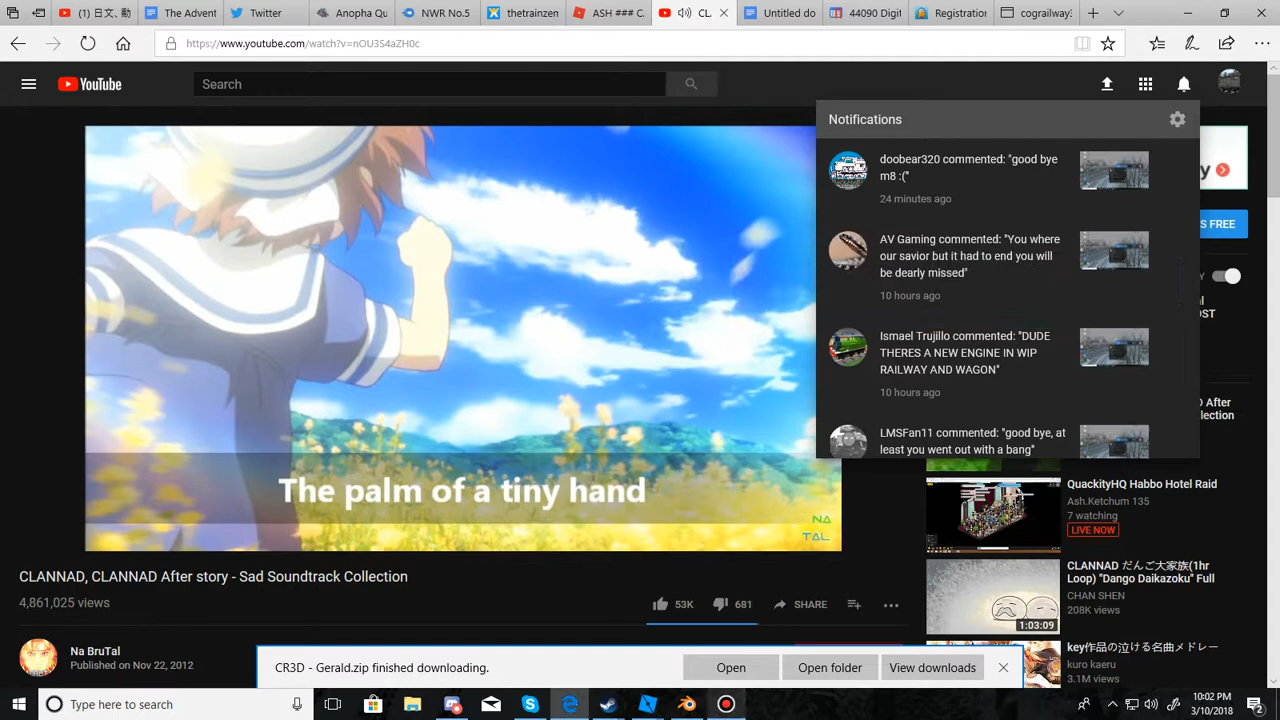 (1) 日文 動
The Advent
Twitter
Anopha Qu
NWR No.5
thetrainzen
ASH ### C
CL
Untitled do
44090 Digit
Registration
collwayS
https://www.youtube.com/watch?v=nOU3S4aZH0c
YouTube
Search
Notifications
doobear320 commented: "good bye
m8 :("
24 minutes ago
AV Gaming commented: "You where
our savior but it had to end you will
be dearly missed"
10 hours ago
Ismael Trujillo commented: "DUDE
THERES A NEW ENGINE IN WIP
RAILWAY AND WAGON"
10 hours ago
LMSFan11 commented: "good bye, at
least you went out with a bang"
y
S FREE
Y
al
OST
After
lection
The palm of a tiny hand
NA
TAL
QuackityHQ Habbo Hotel Raid
Ash.Ketchum 135
7 watching
LIVE NOW
CLANNAD だんご大家族(1hr
Loop) "Dango Daikazoku" Full
CHAN SHEN
208K views
1:03:09
key作品の泣ける名曲メドレー
kuro kaeru
3.1M views
CLANNAD, CLANNAD After story - Sad Soundtrack Collection
4,861,025 views
53K
681
SHARE
Na BruTal
Published on Nov 22, 2012
CR3D - Gerald.zip finished downloading.
Open
Open folder
View downloads
Type here to search
10:02 PM
3/10/2018
2